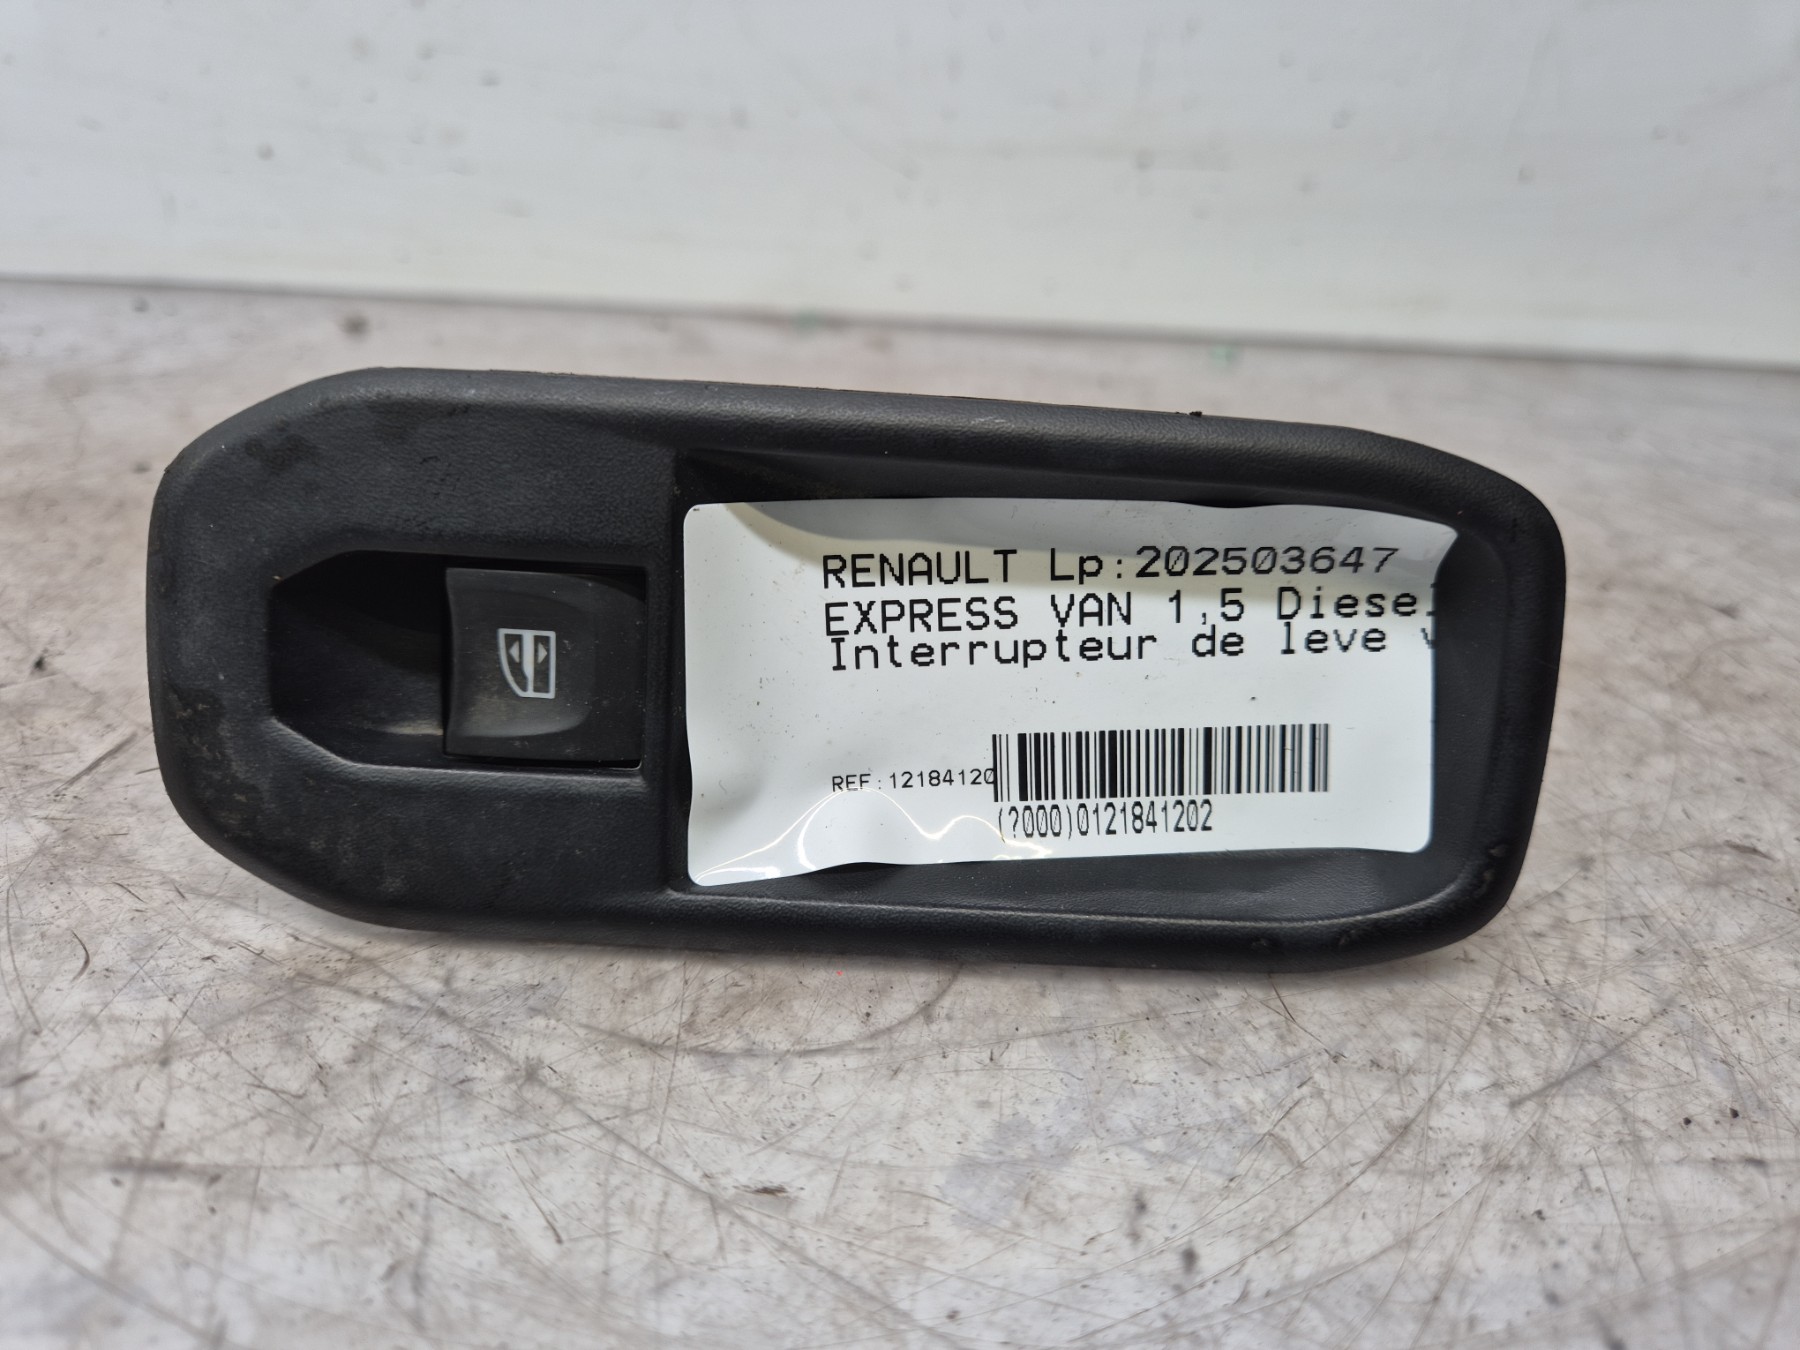 RENAULT Lp:202503647
EXPRESS VAN 1,5 Diesel
Interrupteur de leve v
REF:12184120
(?000)0121841202